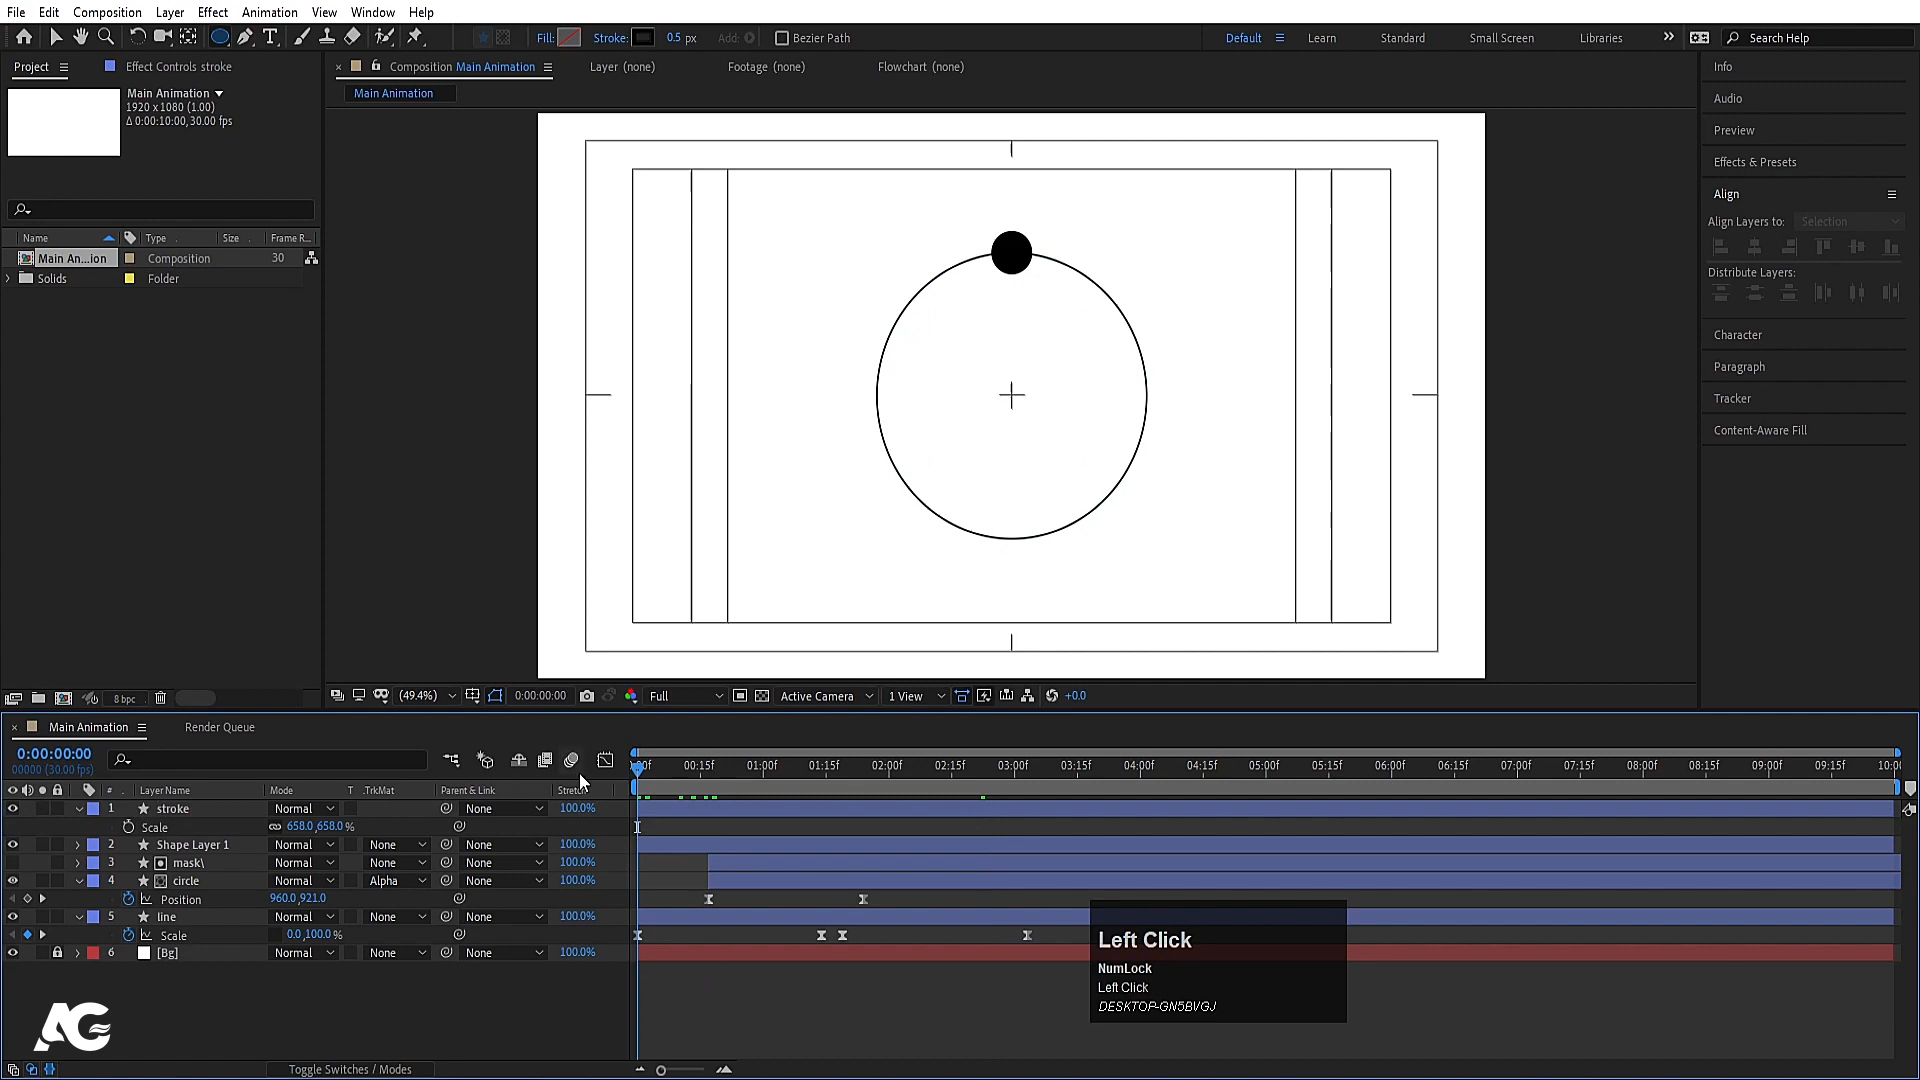 File Edit Composition Layer Effect Animation View Window Help
Fill: Stroke: 0.5 px Add: Bezier Path Default Learn Standard Small Screen Libraries Search Help
Project Effect Controls stroke
Composition Main Animation Layer (none) Footage (none) Flowchart (none)
Main Animation
Main Animation
1920 x 1080 (1.00)
Δ 0:00:10:00, 30.00 fps
Name Type Size Frame R...
Main An...ion Composition 30
Solids Folder
Info
Audio
Preview
Effects & Presets
Align
Align Layers to: Selection
Distribute Layers:
Character
Paragraph
Tracker
Content-Aware Fill
8 bpc
(49.4%) 0:00:00:00 Full Active Camera 1 View +0.0
Main Animation Render Queue
0:00:00:00
00000 (30.00 fps)
00f 00:15f 01:00f 01:15f 02:00f 02:15f 03:00f 03:15f 04:00f 04:15f 05:00f 05:15f 06:00f 06:15f 07:00f 07:15f 08:00f 08:15f 09:00f 09:15f 10:00
# Layer Name Mode T .TrkMat Parent & Link Stretch
1 stroke Normal None 100.0%
Scale 658.0,658.0%
2 Shape Layer 1 Normal None None 100.0%
3 mask\ Normal None None 100.0%
4 circle Normal Alpha None 100.0%
Position 960.0,921.0
5 line Normal None None 100.0%
Scale 0.0,100.0%
6 [Bg] Normal None None 100.0%
Left Click
NumLock
Left Click
DESKTOP-GN5BVGJ
AG
Toggle Switches / Modes